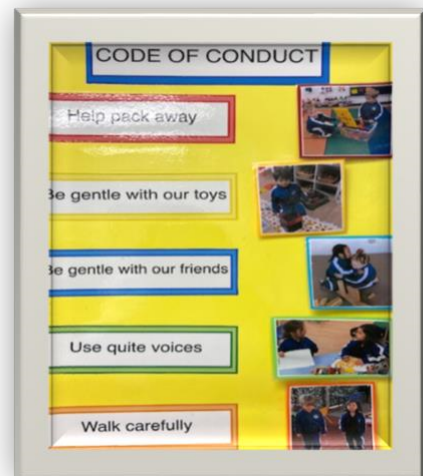 CODE OF CONDUCT
Help pack away
Be gentle with our toys
Be gentle with our friends
Use quite voices
Walk carefully